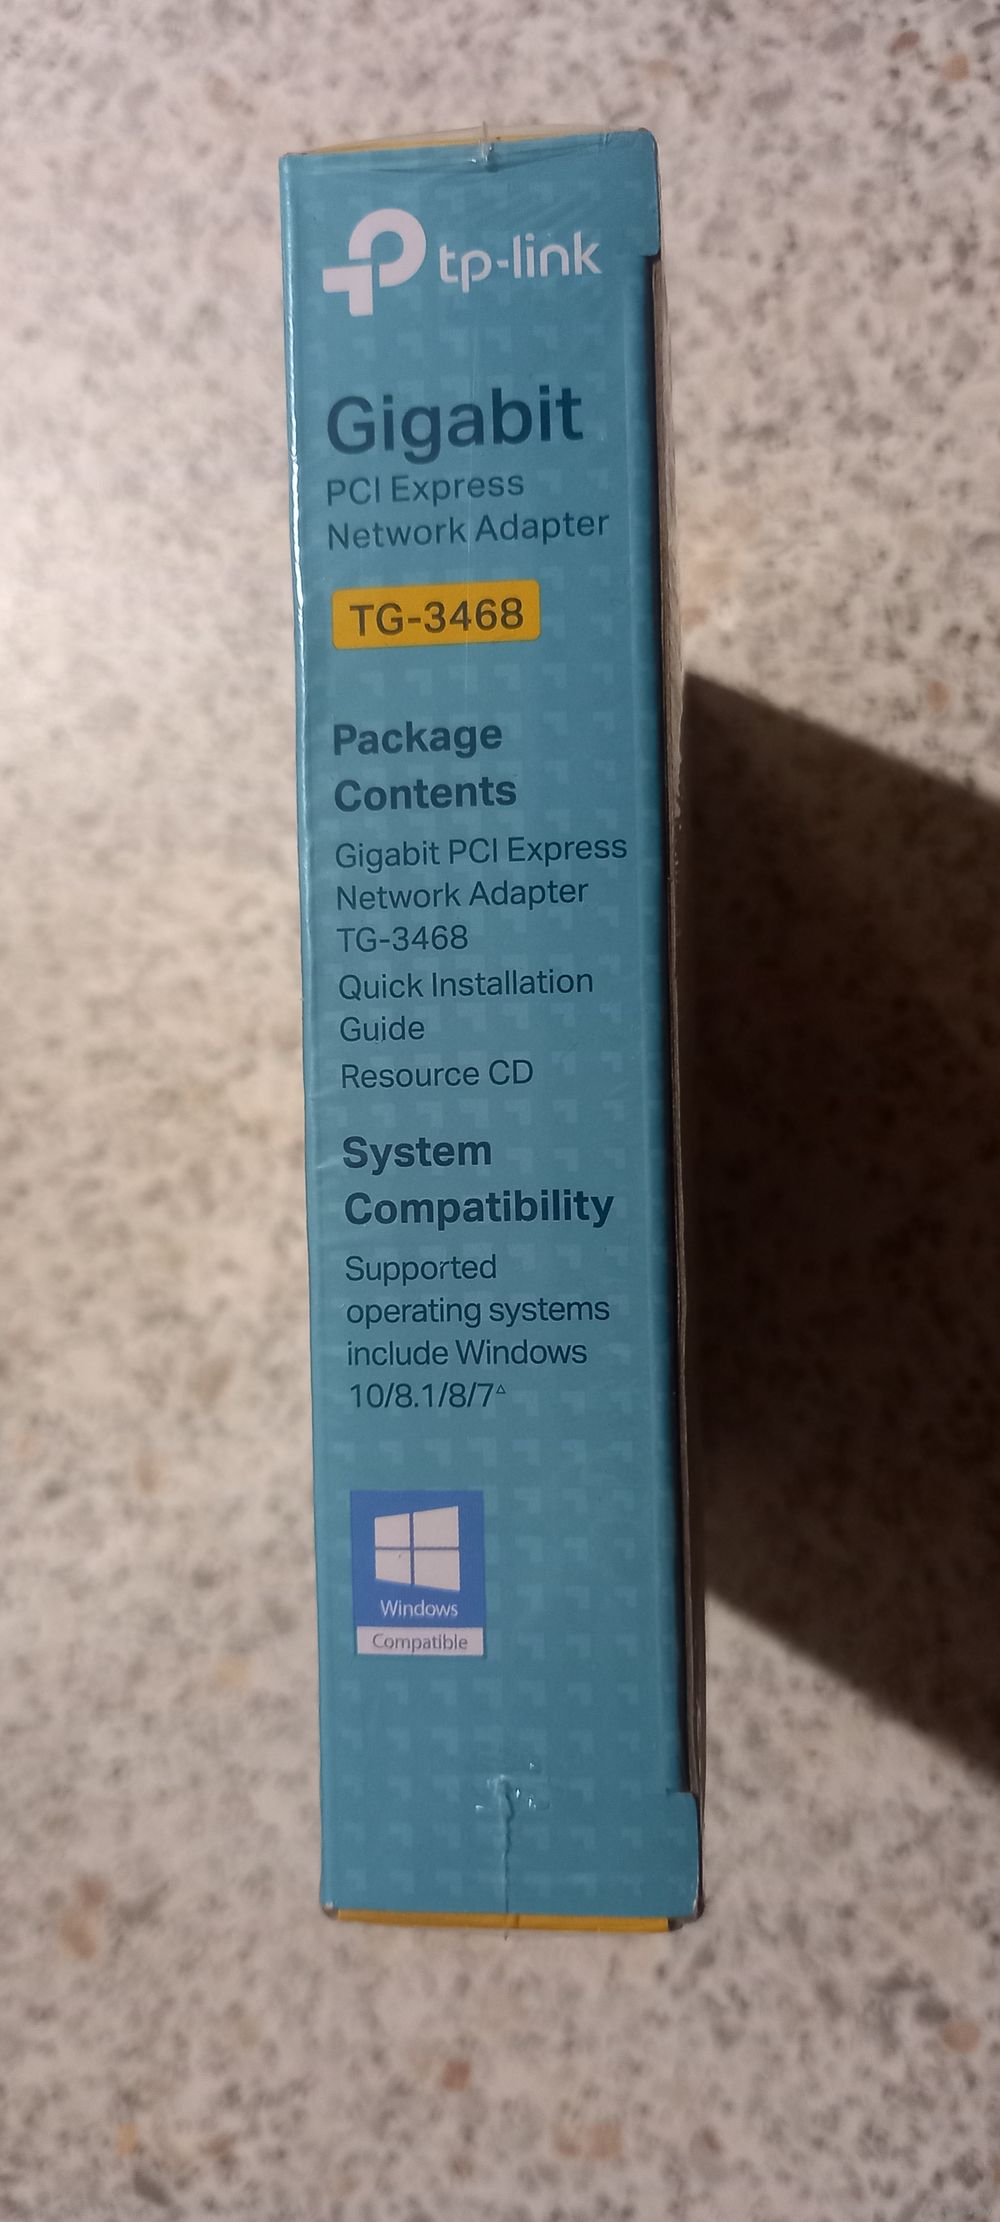 tp-link
Gigabit
PCI Express
Network Adapter
TG-3468
Package
Contents
Gigabit PCI Express
Network Adapter
TG-3468
Quick Installation
Guide
Resource CD
System
Compatibility
Supported
operating systems
include Windows
10/8.1/8/7△
Windows
Compatible